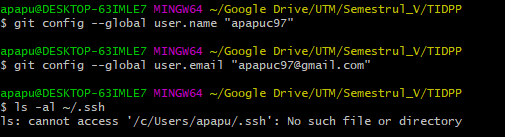 apapu@DESKTOP-63IMLE7 MINGW64 ~/Google Drive/UTM/Semestrul_V/TIDPP
$ git config --global user.name "apapuc97"
apapu@DESKTOP-63IMLE7 MINGW64 ~/Google Drive/UTM/Semestrul_V/TIDPP
$ git config --global user.email "apapuc97@gmail.com"
apapu@DESKTOP-63IMLE7 MINGW64 ~/Google Drive/UTM/Semestrul_V/TIDPP
$ ls -al ~/.ssh
ls: cannot access '/c/Users/apapu/.ssh': No such file or directory